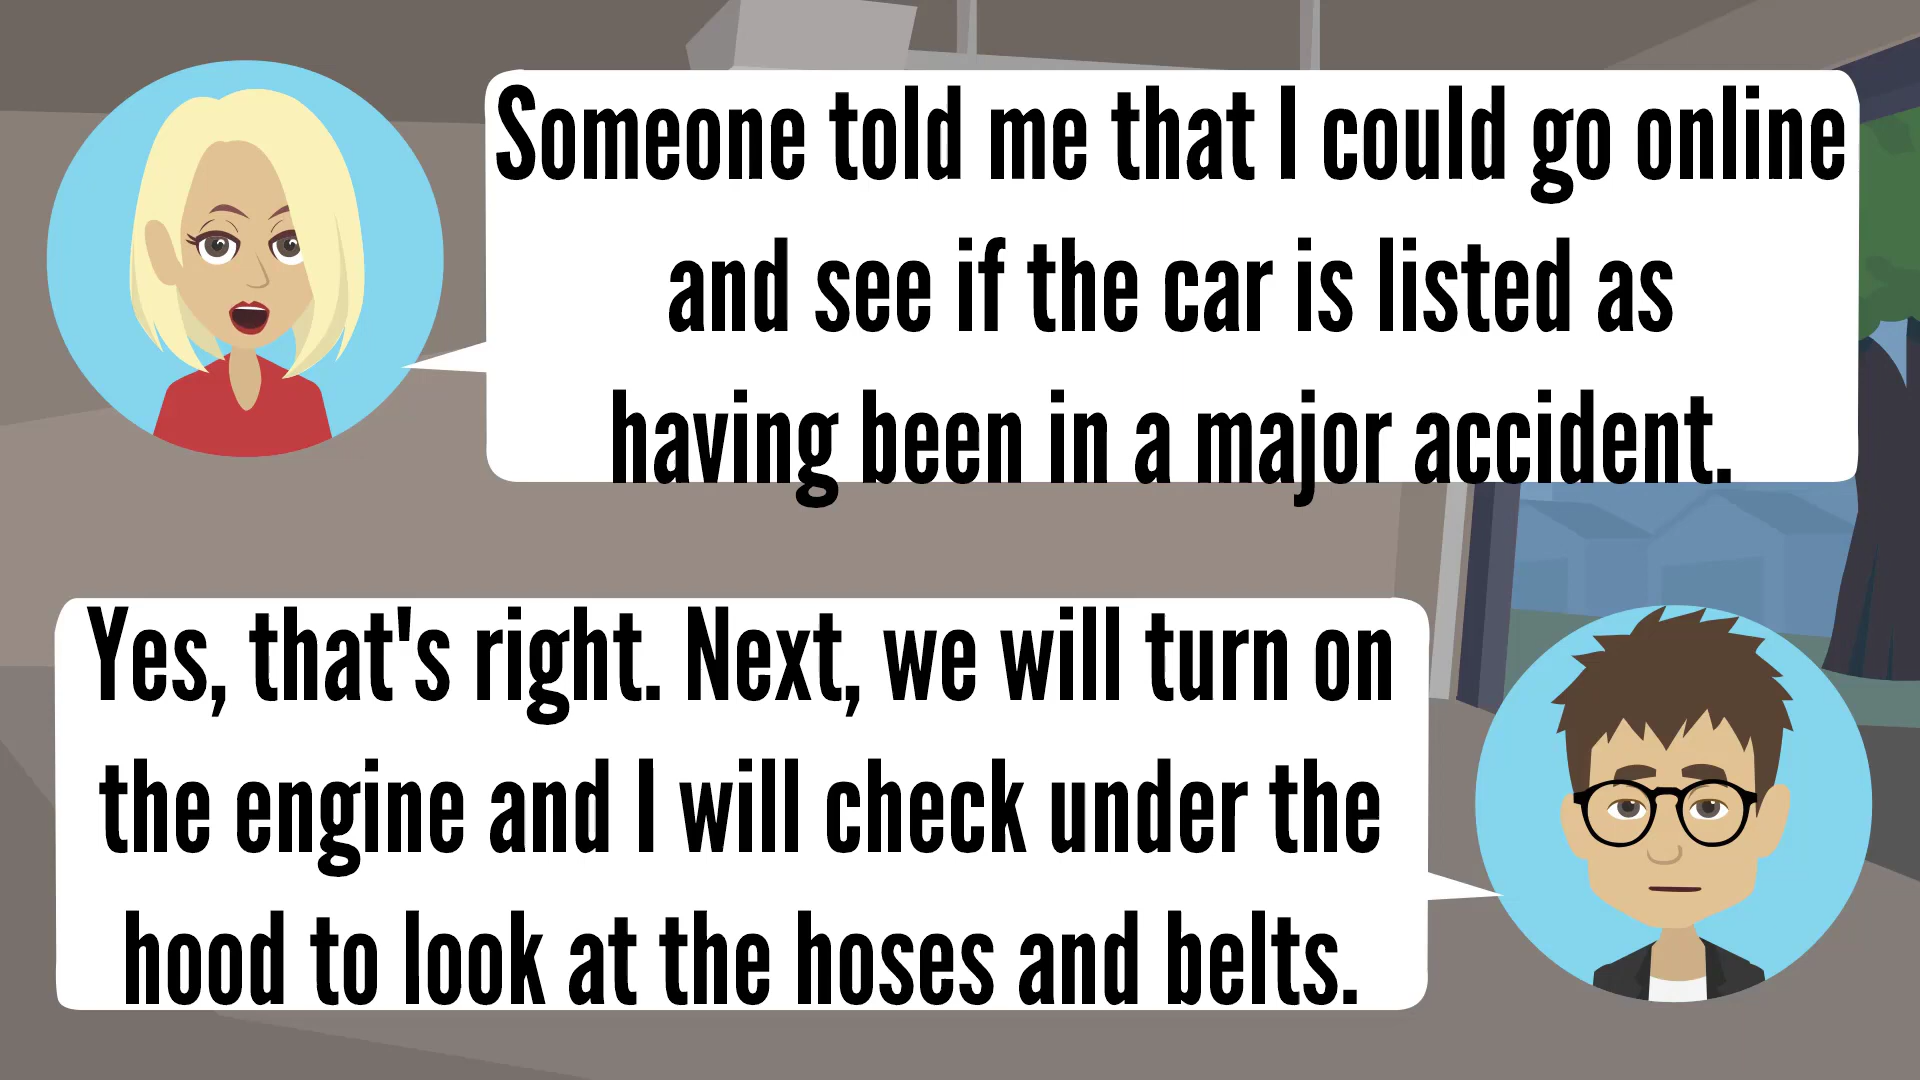 Someone told me that I could go online
and see if the car is listed as
having been in a major accident.
Yes, that's right. Next, we will turn on
the engine and I will check under the
hood to look at the hoses and belts.